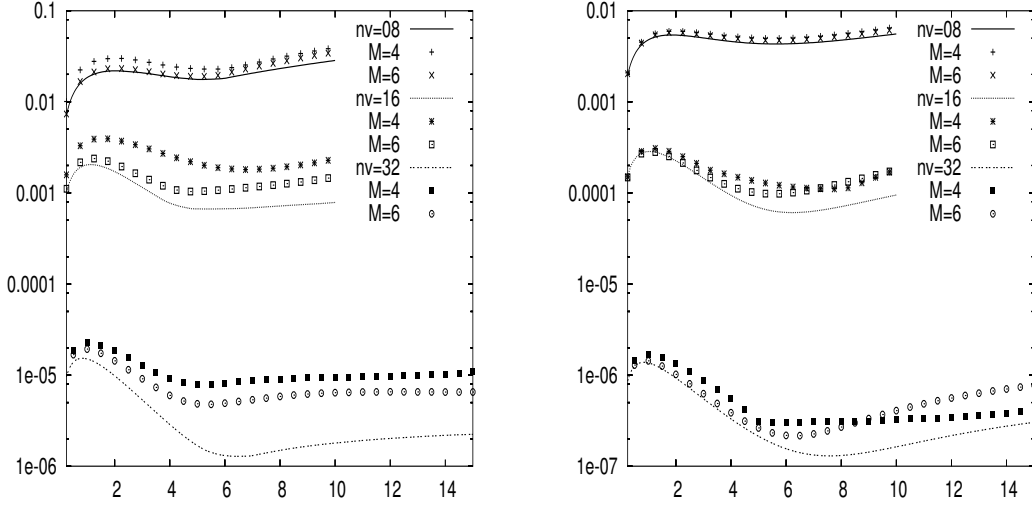 0.1
0.01
0.001
0.0001
1e-05
1e-06
2 4 6 8 10 12 14
nv=08
M=4
M=6
nv=16
M=4
M=6
nv=32
M=4
M=6
0.01
0.001
0.0001
1e-05
1e-06
1e-07
2 4 6 8 10 12 14
nv=08
M=4
M=6
nv=16
M=4
M=6
nv=32
M=4
M=6